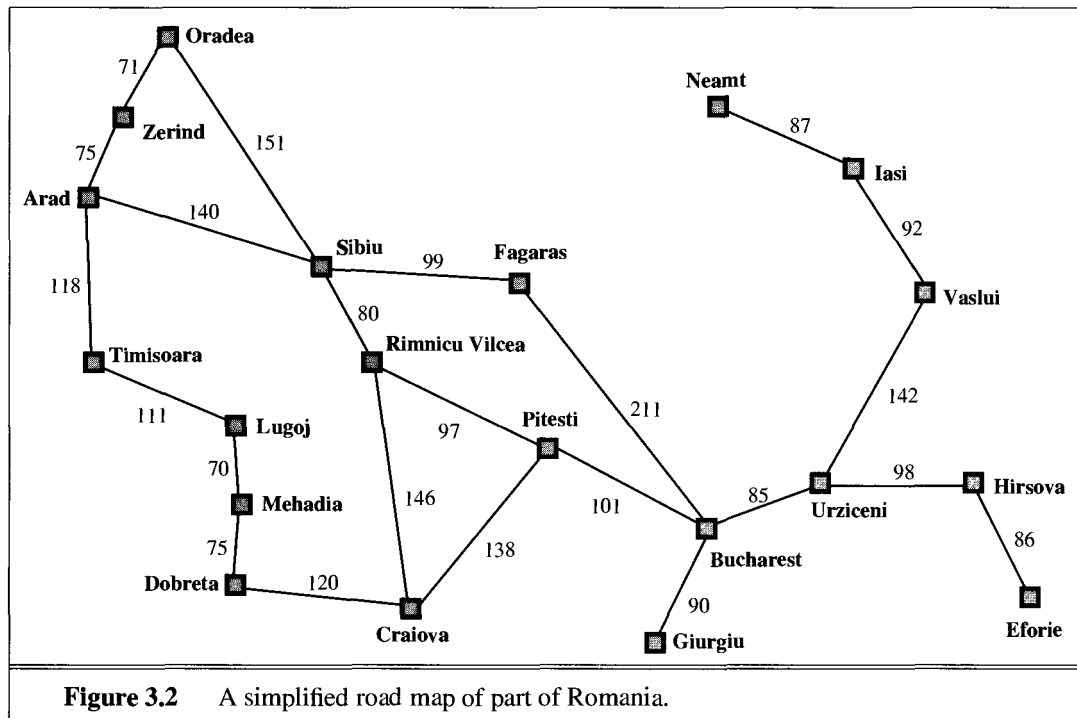 Oradea
71
Neamt
87
Zerind
151
75
Iasi
Arad
140
92
Sibiu
Fagaras
99
118
Vaslui
80
Timisoara
Rimnicu Vilcea
142
111
Lugoj
97
Pitesti
211
70
98
Mehadia
146
101
85
Urziceni
Hirsova
75
138
Bucharest
86
Dobreta
120
90
Craiova
Giurgiu
Eforie
Figure 3.2 A simplified road map of part of Romania.